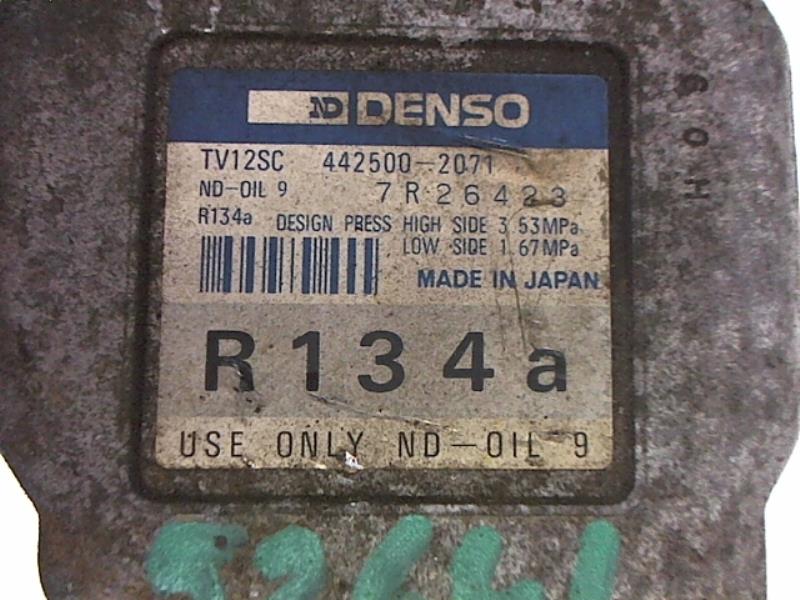 ND DENSO
TV12SC 442500-2071
ND-OIL 9 7R26423
R134a DESIGN PRESS HIGH SIDE 3.53MPa
LOW SIDE 1.67MPa
MADE IN JAPAN
R134a
USE ONLY ND-OIL 9